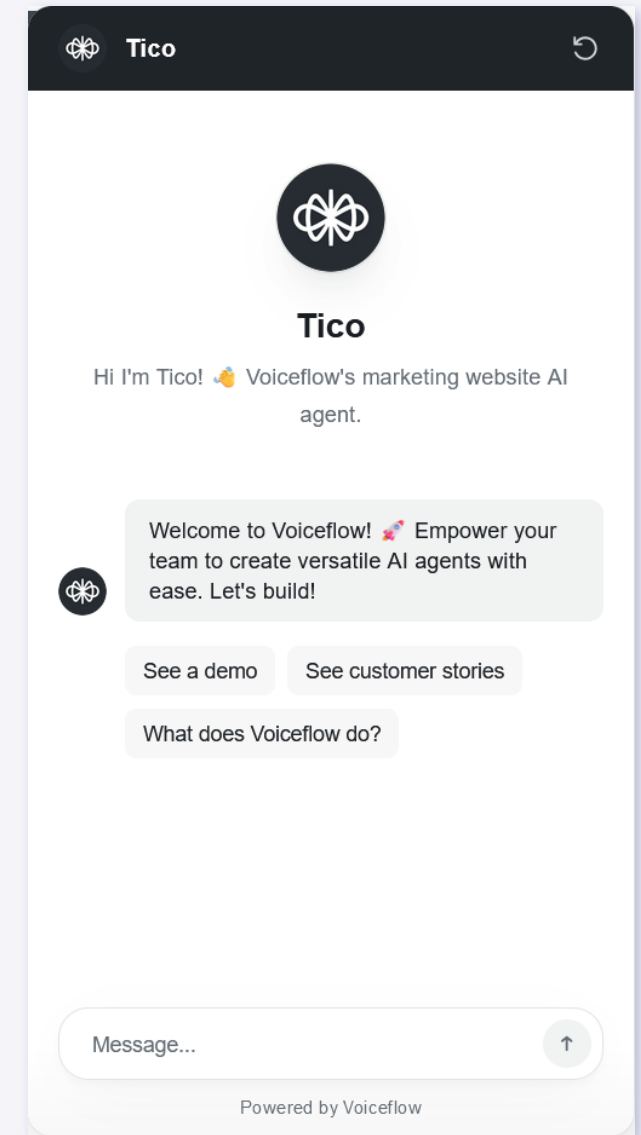 Tico
Tico
Hi I'm Tico! 👋 Voiceflow's marketing website AI
agent.
Welcome to Voiceflow! 🚀 Empower your
team to create versatile AI agents with
ease. Let's build!
See a demo
See customer stories
What does Voiceflow do?
Message...
Powered by Voiceflow